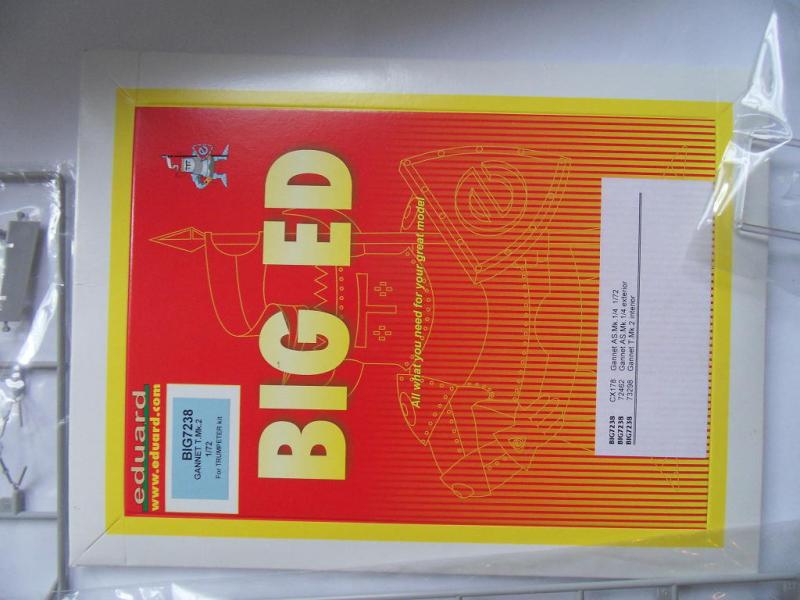 eduard
www.eduard.com
BIG7238
GANNET T.Mk.2
1/72
For TRUMPETER kit
BIG ED
All what you need for your great model
BIG7238 CX178 Gannet AS.Mk.1/4 1/72
BIG7238 72462 Gannet AS.Mk.1/4 exterior
BIG7238 73298 Gannet T.Mk.2 interior